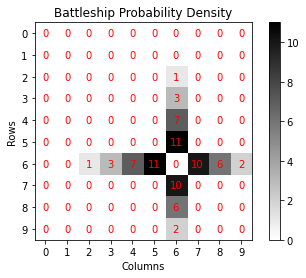 Battleship Probability Density
0 0 0 0 0 0 0 0 0 0 0
1 0 0 0 0 0 0 0 0 0 0
2 0 0 0 0 0 0 1 0 0 0
3 0 0 0 0 0 0 3 0 0 0
4 0 0 0 0 0 0 7 0 0 0
5 0 0 0 0 0 0 11 0 0 0
6 0 0 1 3 7 11 0 10 6 2
7 0 0 0 0 0 0 10 0 0 0
8 0 0 0 0 0 0 6 0 0 0
9 0 0 0 0 0 0 2 0 0 0
0 1 2 3 4 5 6 7 8 9
Rows
Columns
10
8
6
4
2
0